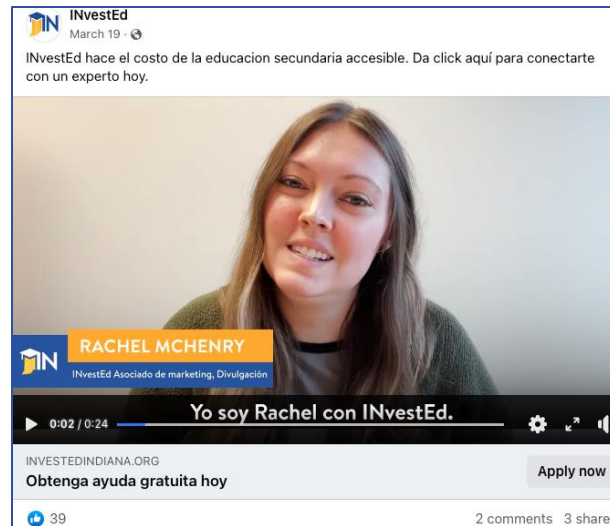 INvestEd
March 19 ·
INvestEd hace el costo de la educacion secundaria accesible. Da click aquí para conectarte
con un experto hoy.
IN
RACHEL MCHENRY
INvestEd Asociado de marketing, Divulgación
Yo soy Rachel con INvestEd.
0:02 / 0:24
INVESTEDINDIANA.ORG
Obtenga ayuda gratuita hoy
Apply now
39
2 comments 3 share